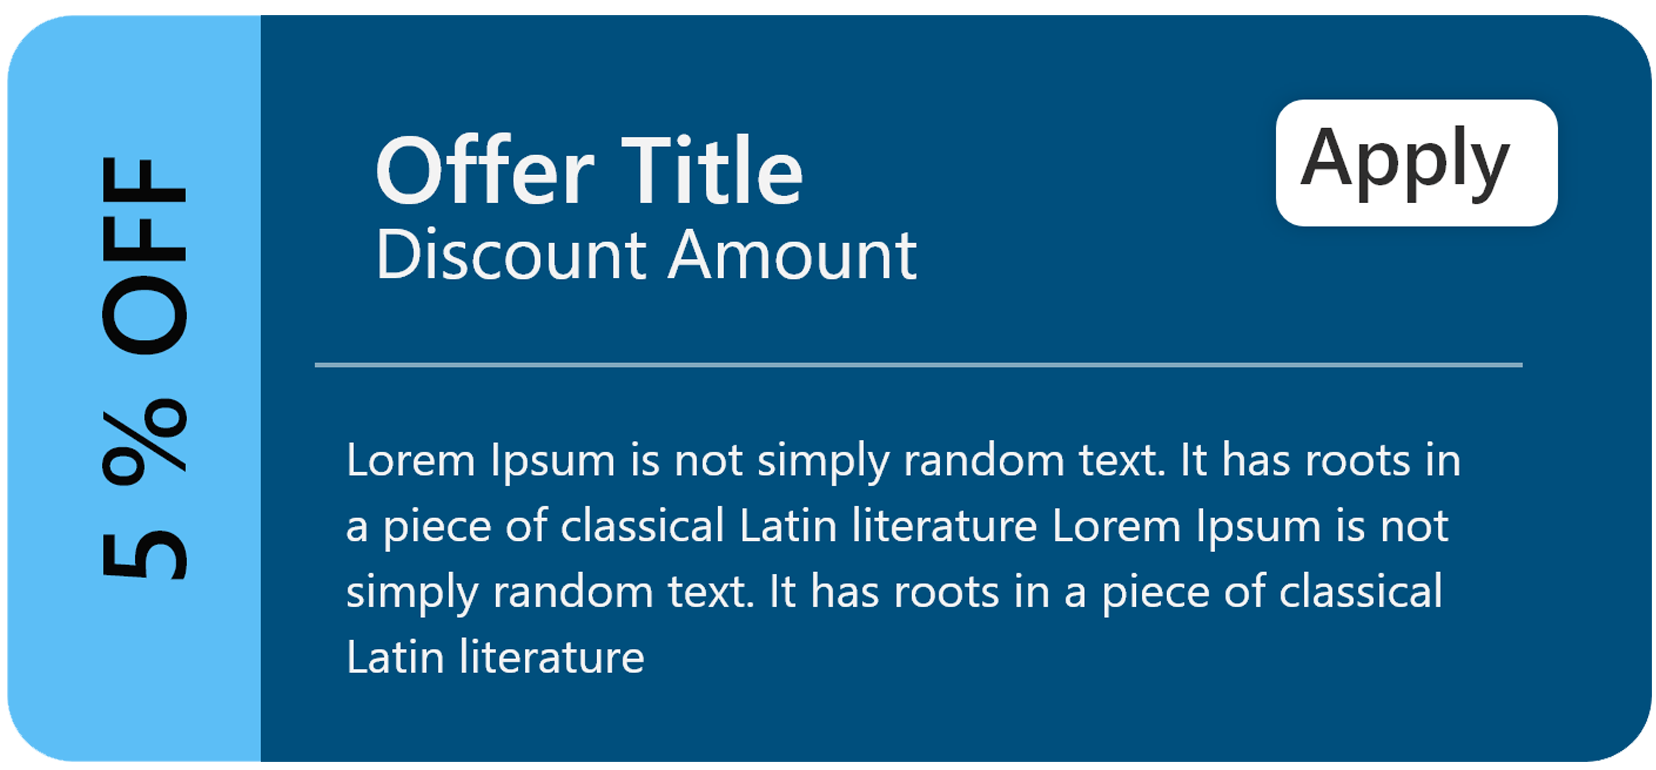 5 % OFF
Offer Title
Discount Amount
Apply
Lorem Ipsum is not simply random text. It has roots in
a piece of classical Latin literature Lorem Ipsum is not
simply random text. It has roots in a piece of classical
Latin literature